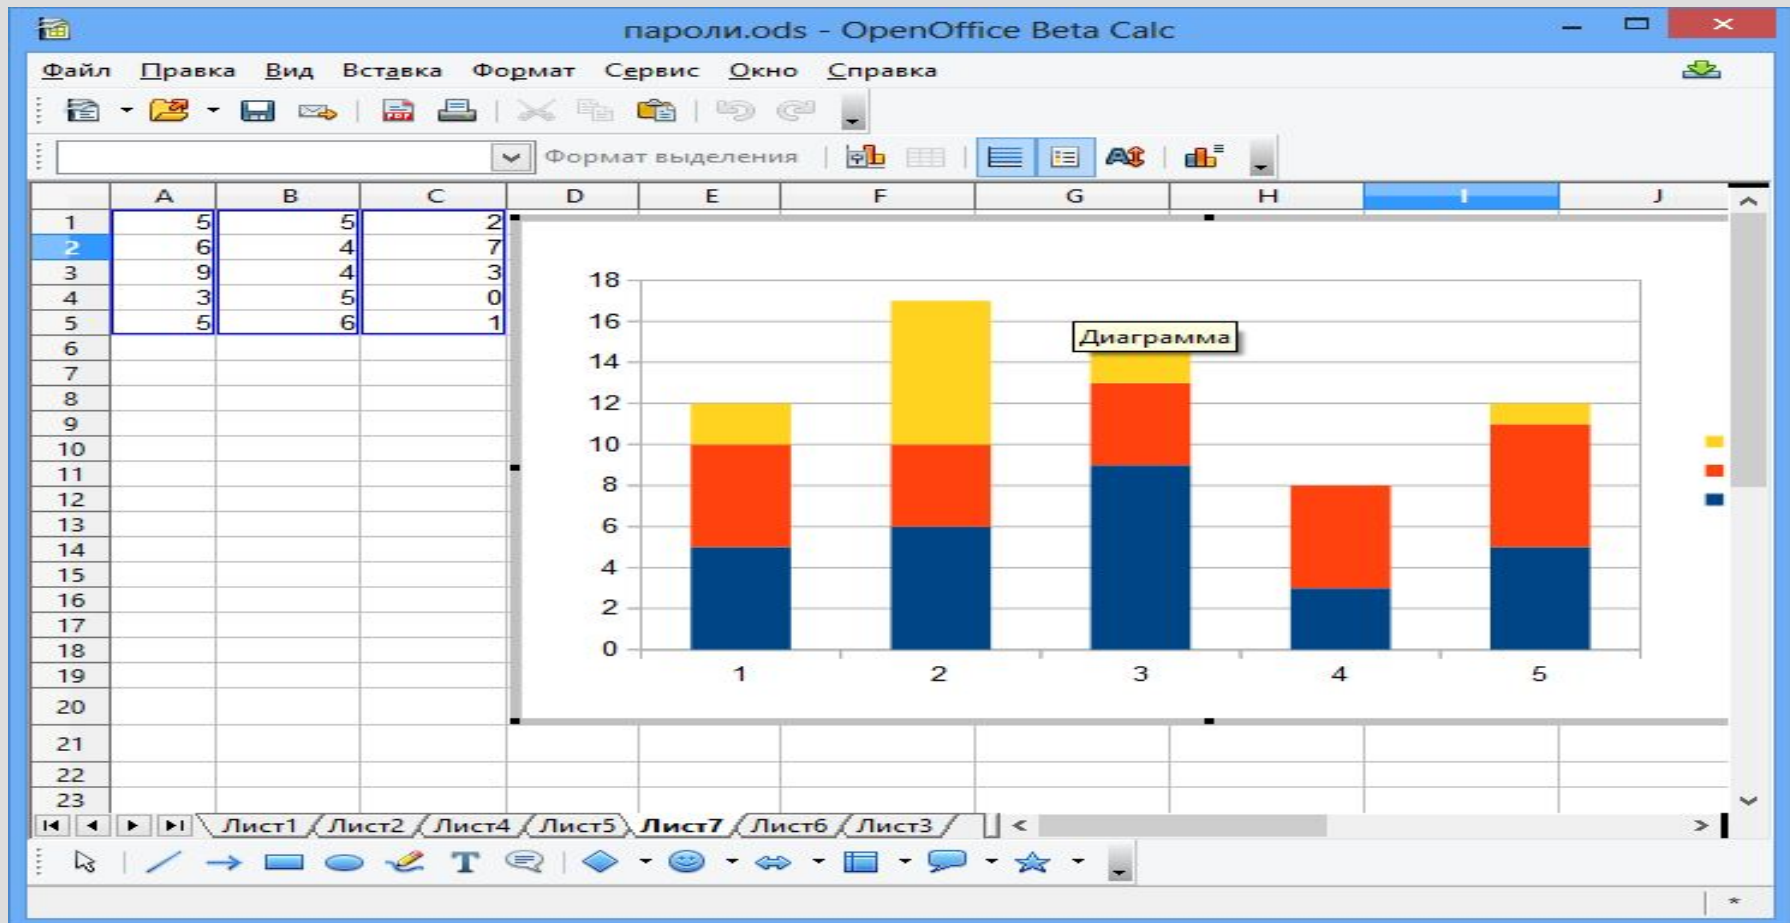 пароли.ods - OpenOffice Beta Calc
Файл Правка Вид Вставка Формат Сервис Окно Справка
PDF
Формат выделения
A B C D E F G H I J
1 5 5 2
2 6 4 7
3 9 4 3
4 3 5 0
5 5 6 1
6
7
8
9
10
11
12
13
14
15
16
17
18
19
20
21
22
23
18
16
14
12
10
8
6
4
2
0
Диаграмма
1 2 3 4 5
Лист1 Лист2 Лист4 Лист5 Лист7 Лист6 Лист3
T
*